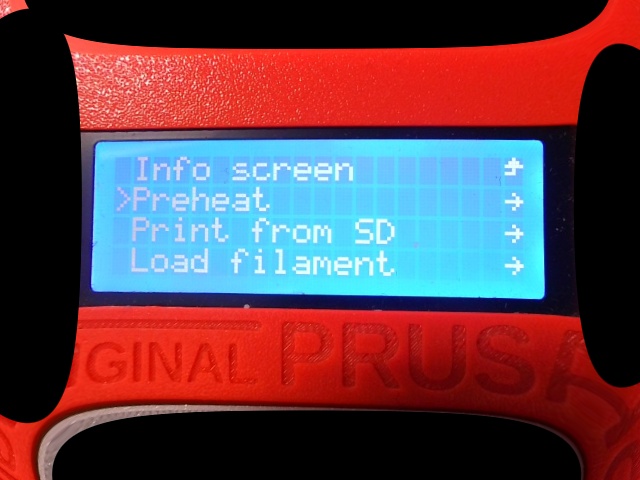 Info screen
>Preheat →
Print from SD →
Load filament →
ORIGINAL PRUSA